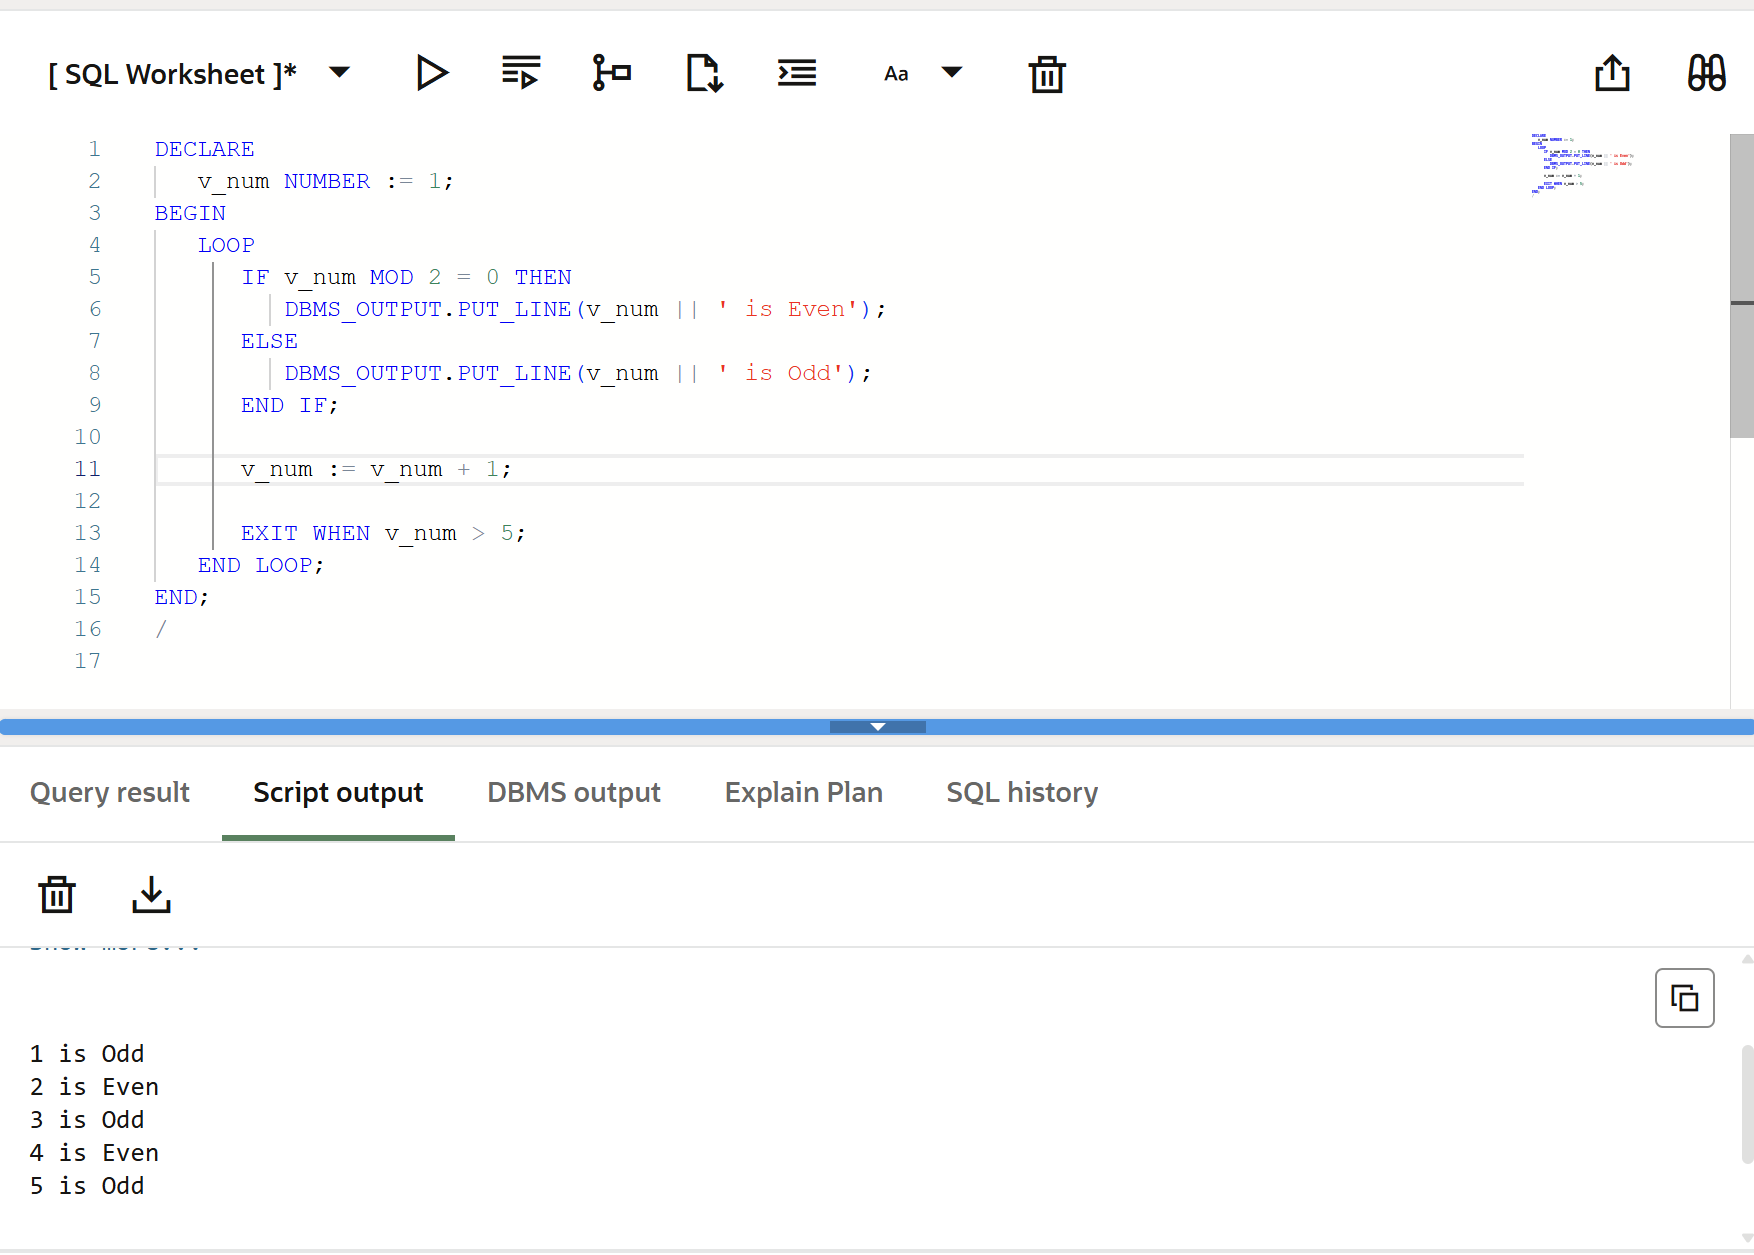 [ SQL Worksheet ]*
Aa
1 DECLARE
2 v_num NUMBER := 1;
3 BEGIN
4 LOOP
5 IF v_num MOD 2 = 0 THEN
6 DBMS_OUTPUT.PUT_LINE(v_num || ' is Even');
7 ELSE
8 DBMS_OUTPUT.PUT_LINE(v_num || ' is Odd');
9 END IF;
10
11 v_num := v_num + 1;
12
13 EXIT WHEN v_num > 5;
14 END LOOP;
15 END;
16 /
17
Query result Script output DBMS output Explain Plan SQL history
1 is Odd
2 is Even
3 is Odd
4 is Even
5 is Odd